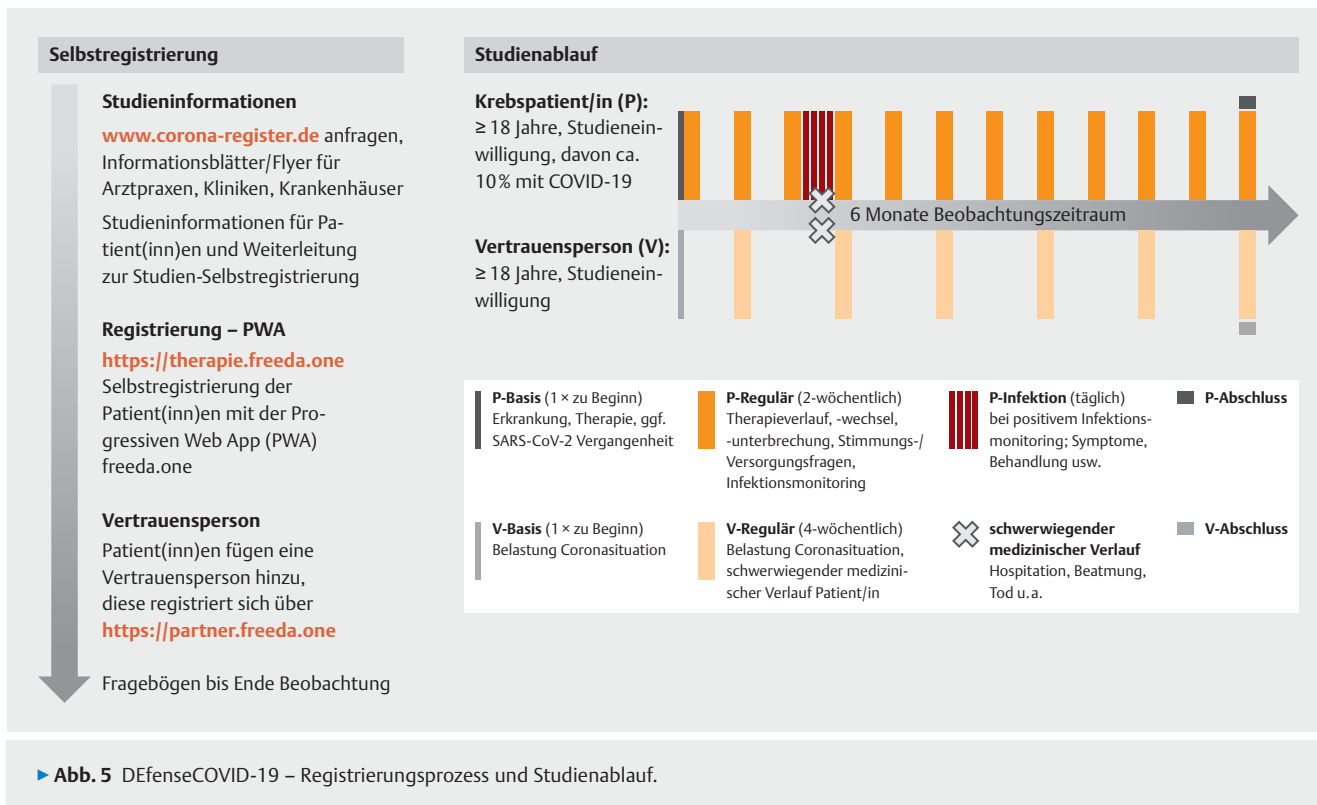 Selbstregistrierung
Studieninformationen
www.corona-register.de anfragen,
Informationsblätter/Flyer für
Arztpraxen, Kliniken, Krankenhäuser
Studieninformationen für Pa-
tient(inn)en und Weiterleitung
zur Studien-Selbstregistrierung
Registrierung – PWA
https://therapie.freeda.one
Selbstregistrierung der
Patient(inn)en mit der Pro-
gressiven Web App (PWA)
freeda.one
Vertrauensperson
Patient(inn)en fügen eine
Vertrauensperson hinzu,
diese registriert sich über
https://partner.freeda.one
Fragebögen bis Ende Beobachtung
Studienablauf
Krebspatient/in (P):
≥ 18 Jahre, Studienein-
willigung, davon ca.
10 % mit COVID-19
6 Monate Beobachtungszeitraum
Vertrauensperson (V):
≥ 18 Jahre, Studienein-
willigung
P-Basis (1 × zu Beginn)
Erkrankung, Therapie, ggf.
SARS-CoV-2 Vergangenheit
P-Regulär (2-wöchentlich)
Therapieverlauf, -wechsel,
-unterbrechung, Stimmungs-/
Versorgungsfragen,
Infektionsmonitoring
P-Infektion (täglich)
bei positivem Infektions-
monitoring; Symptome,
Behandlung usw.
P-Abschluss
V-Basis (1 × zu Beginn)
Belastung Coronasituation
V-Regulär (4-wöchentlich)
Belastung Coronasituation,
schwerwiegender medizini-
scher Verlauf Patient/in
schwerwiegender
medizinischer Verlauf
Hospitation, Beatmung,
Tod u. a.
V-Abschluss
▶ Abb. 5 DEfenseCOVID-19 – Registrierungsprozess und Studienablauf.